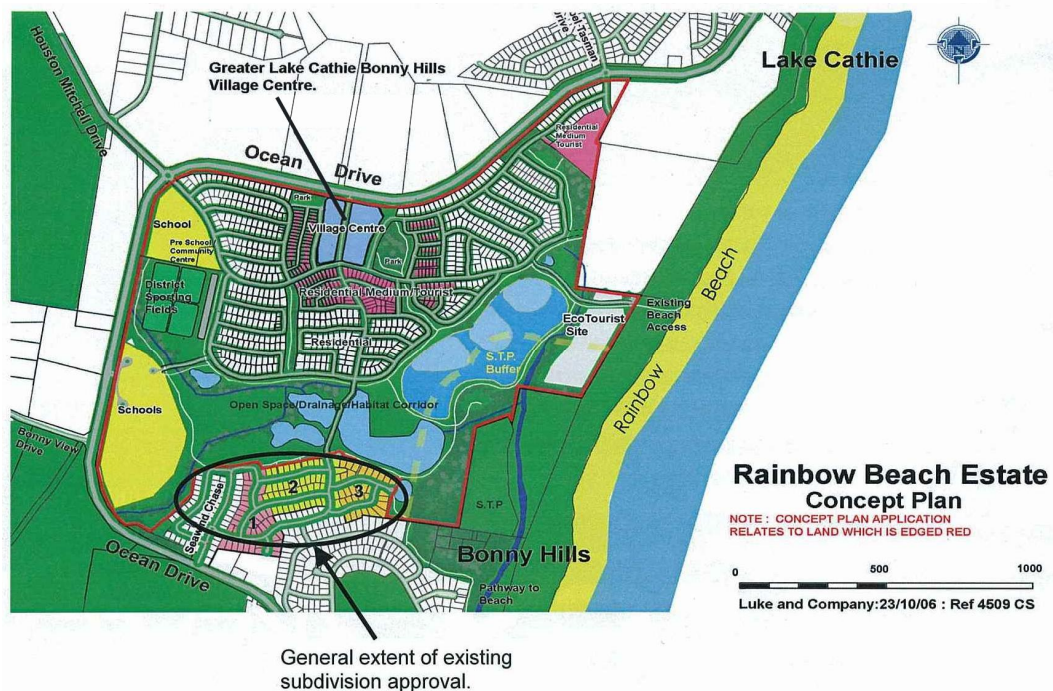 Houston Mitchell Drive
Abel Tasman
Drive
Lake Cathie
N
Greater Lake Cathie Bonny Hills
Village Centre.
Ocean Drive
Residential
Medium
Tourist
Park
School
Village Centre
Pre School/
Community
Centre
Park
District
Sporting
Fields
Residential Medium/Tourist
Existing
Beach
Access
EcoTourist
Site
Residential
S.T.P.
Buffer
Rainbow Beach
Schools
Open Space/Drainage/Habitat Corridor
Bonny View
Drive
Seawind Chase
1
2
3
S.T.P
Ocean Drive
Bonny Hills
Pathway to
Beach
Rainbow Beach Estate
Concept Plan
NOTE : CONCEPT PLAN APPLICATION
RELATES TO LAND WHICH IS EDGED RED
0 500 1000
Luke and Company:23/10/06 : Ref 4509 CS
General extent of existing
subdivision approval.